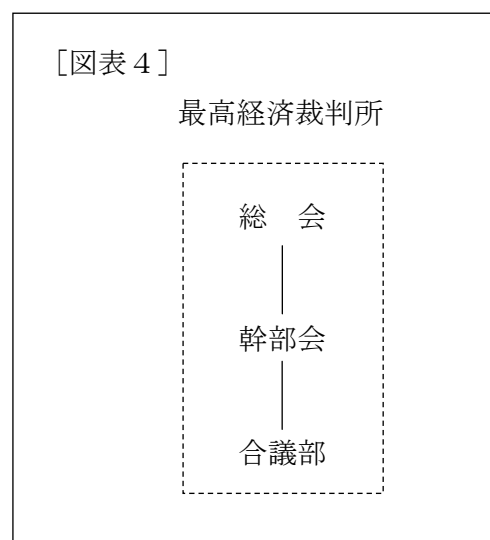 ［図表４］
最高経済裁判所
総　会
幹部会
合議部